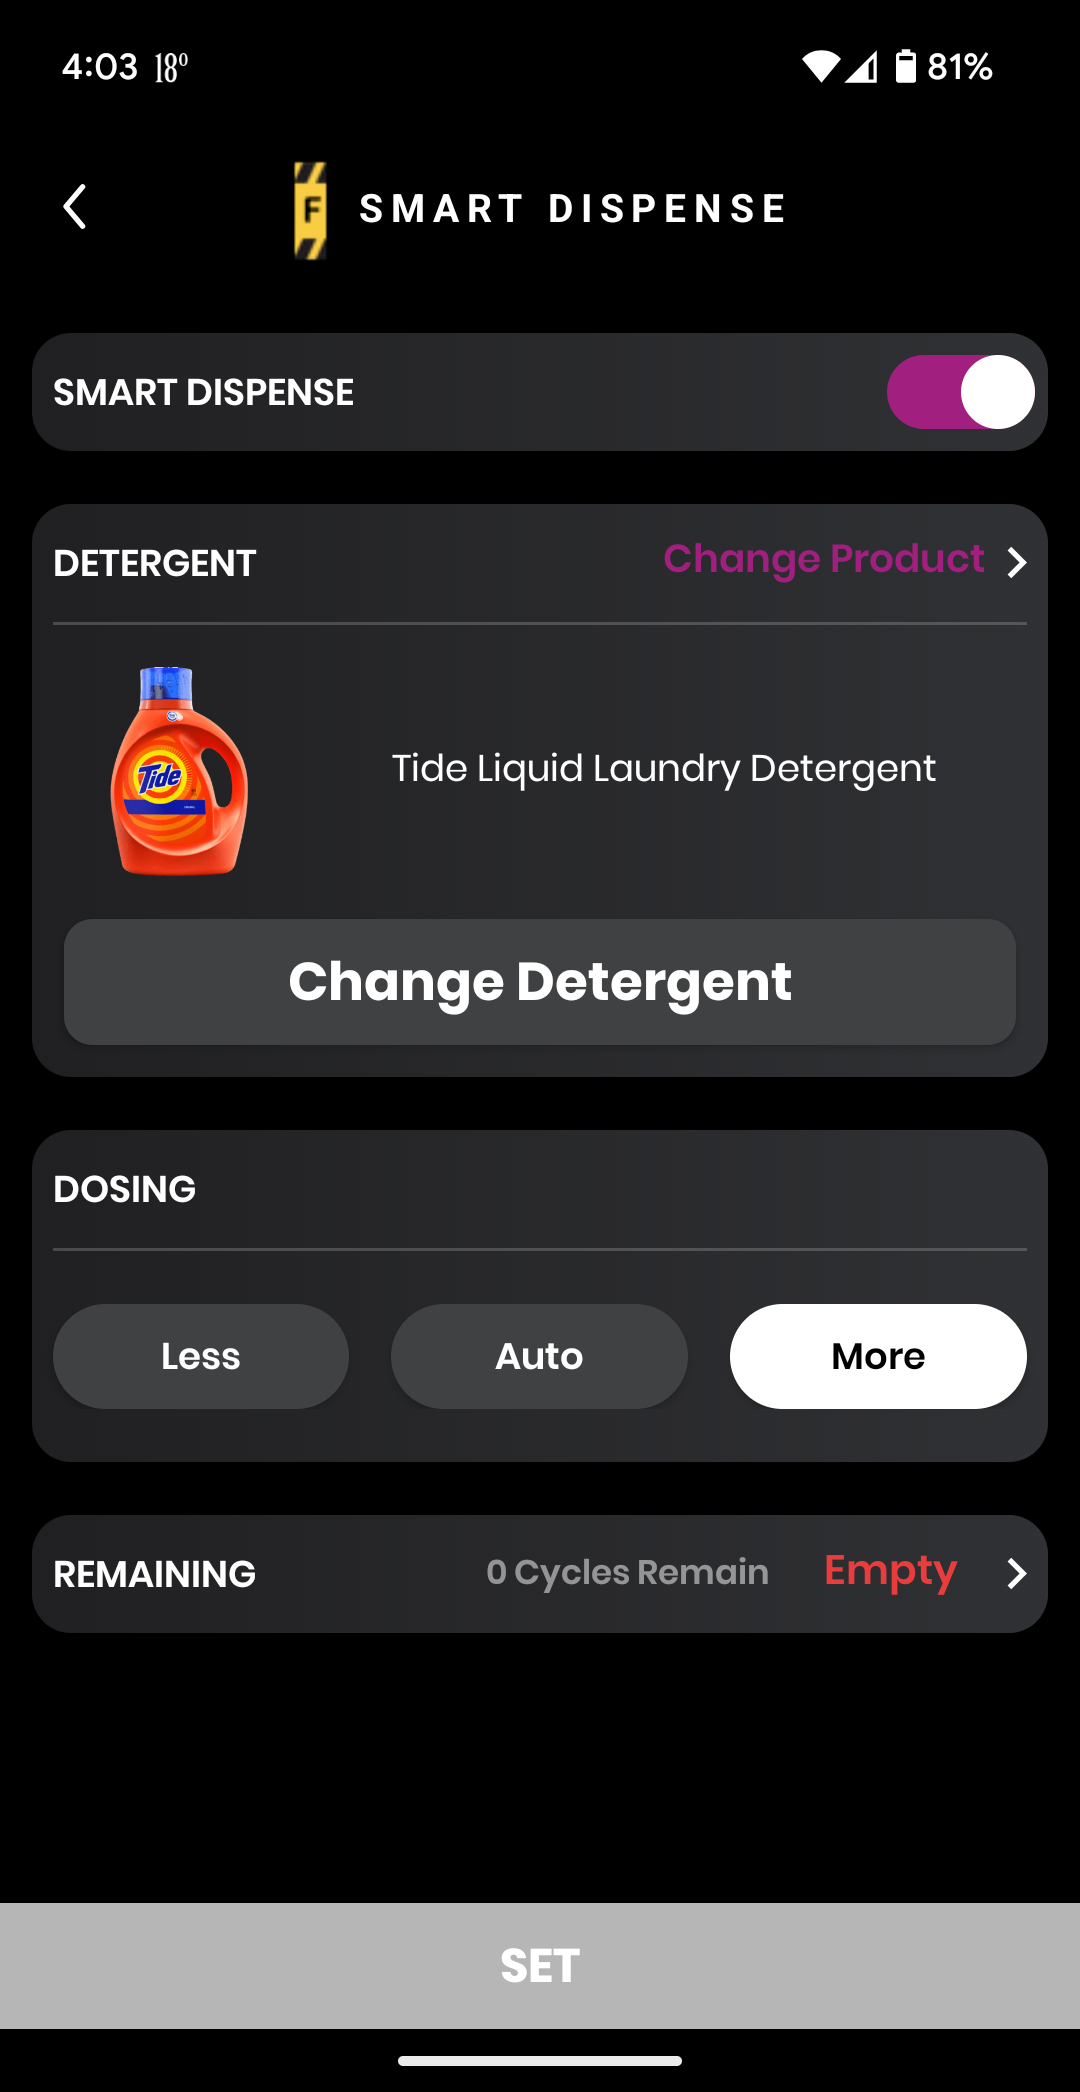 4:03 18° 81%
F SMART DISPENSE
SMART DISPENSE
DETERGENT Change Product
Tide
Tide Liquid Laundry Detergent
Change Detergent
DOSING
Less Auto More
REMAINING 0 Cycles Remain Empty
SET